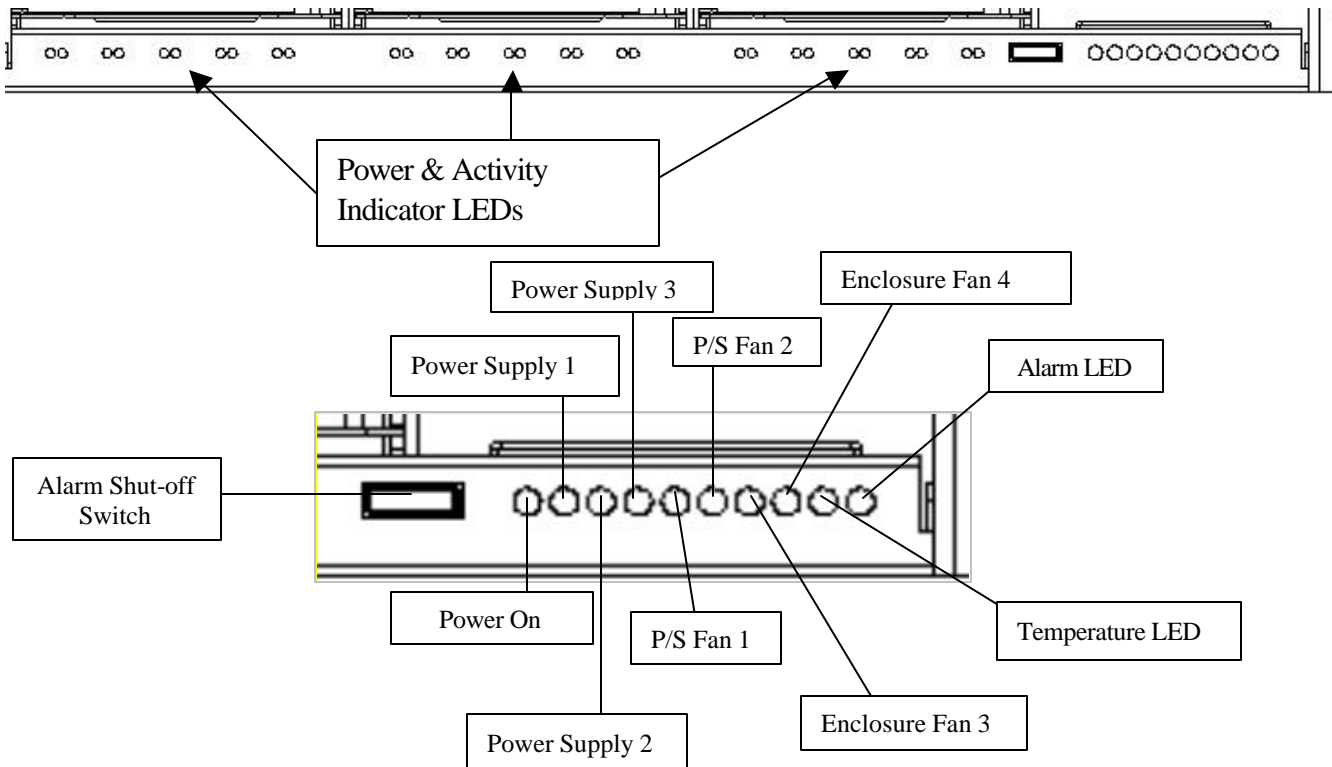 Power & Activity
Indicator LEDs
Power Supply 3
Enclosure Fan 4
P/S Fan 2
Power Supply 1
Alarm LED
Alarm Shut-off
Switch
Power On
P/S Fan 1
Temperature LED
Power Supply 2
Enclosure Fan 3